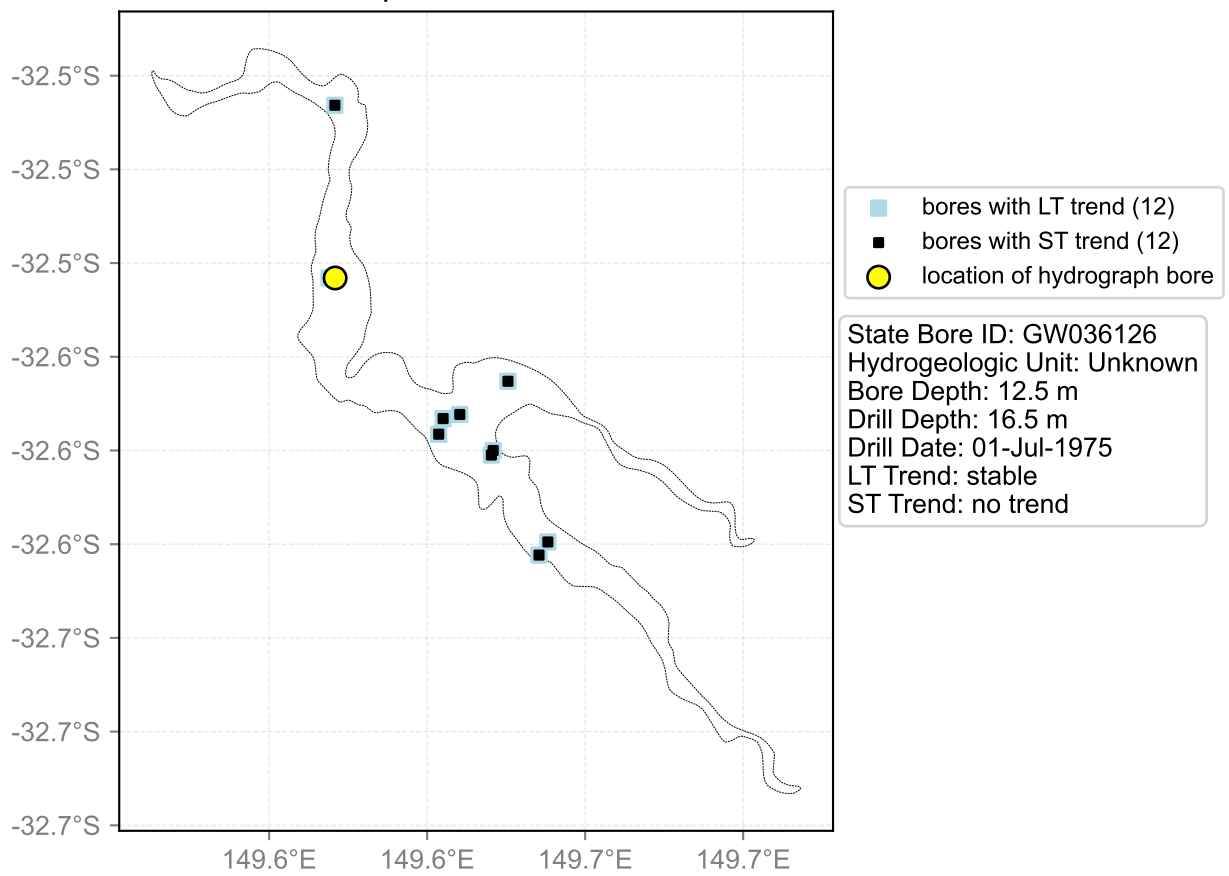 -32.5°S
-32.5°S
-32.5°S
-32.6°S
-32.6°S
-32.6°S
-32.7°S
-32.7°S
-32.7°S
149.6°E
149.6°E
149.7°E
149.7°E
bores with LT trend (12)
bores with ST trend (12)
location of hydrograph bore
State Bore ID: GW036126
Hydrogeologic Unit: Unknown
Bore Depth: 12.5 m
Drill Depth: 16.5 m
Drill Date: 01-Jul-1975
LT Trend: stable
ST Trend: no trend